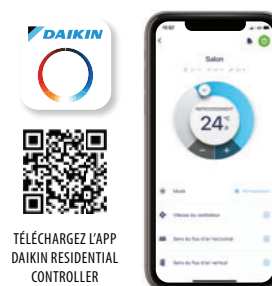 DAIKIN
TÉLÉCHARGEZ L'APP
DAIKIN RESIDENTIAL
CONTROLLER
Salon
REFROIDISSEMENT
24°
Mode
Vitesse du ventilateur
Sens du flux d'air horizontal
Sens du flux d'air vertical